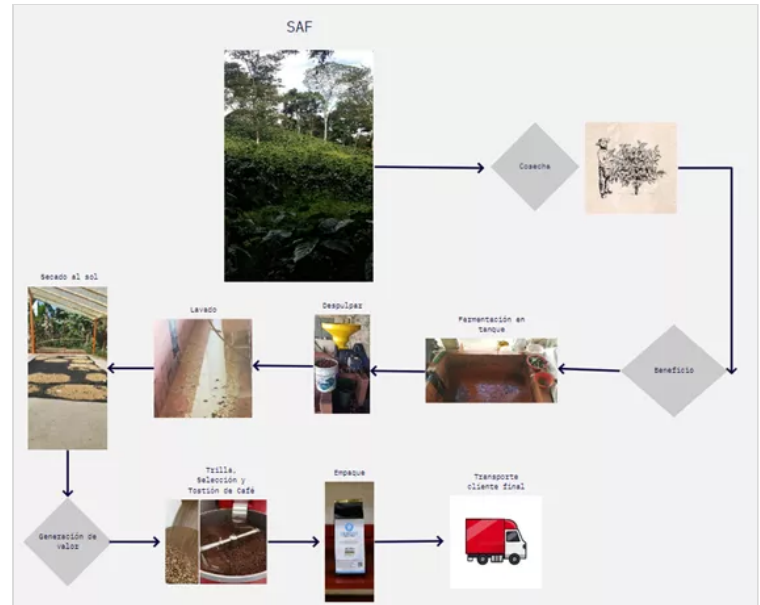 SAF
Cosecha
Beneficio
Fermentación en
tanque
Despulpar
Lavado
Secado al sol
Generación de
valor
Trilla,
Selección y
Tostión de Café
Empaque
Transporte
cliente final